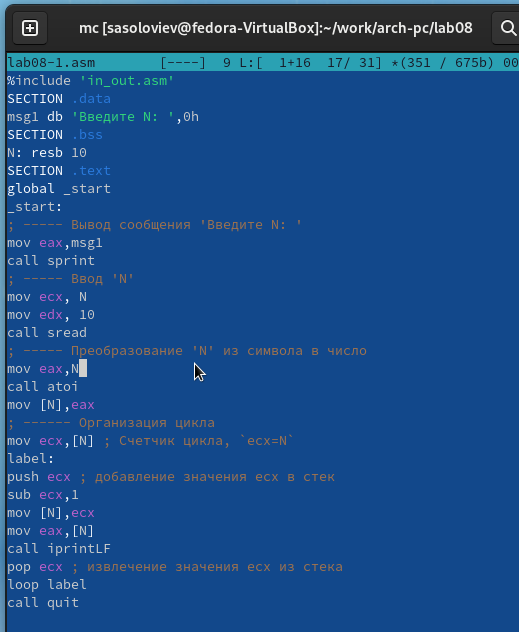 mc [sasoloviev@fedora-VirtualBox]:~/work/arch-pc/lab08
lab08-1.asm [----] 9 L:[ 1+16 17/ 31] *(351 / 675b) 00
%include 'in_out.asm'
SECTION .data
msg1 db 'Введите N: ',0h
SECTION .bss
N: resb 10
SECTION .text
global _start
_start:
; ----- Вывод сообщения 'Введите N: '
mov eax,msg1
call sprint
; ----- Ввод 'N'
mov ecx, N
mov edx, 10
call sread
; ----- Преобразование 'N' из символа в число
mov eax,N
call atoi
mov [N],eax
; ------ Организация цикла
mov ecx,[N] ; Счетчик цикла, `ecx=N`
label:
push ecx ; добавление значения ecx в стек
sub ecx,1
mov [N],ecx
mov eax,[N]
call iprintLF
pop ecx ; извлечение значения ecx из стека
loop label
call quit